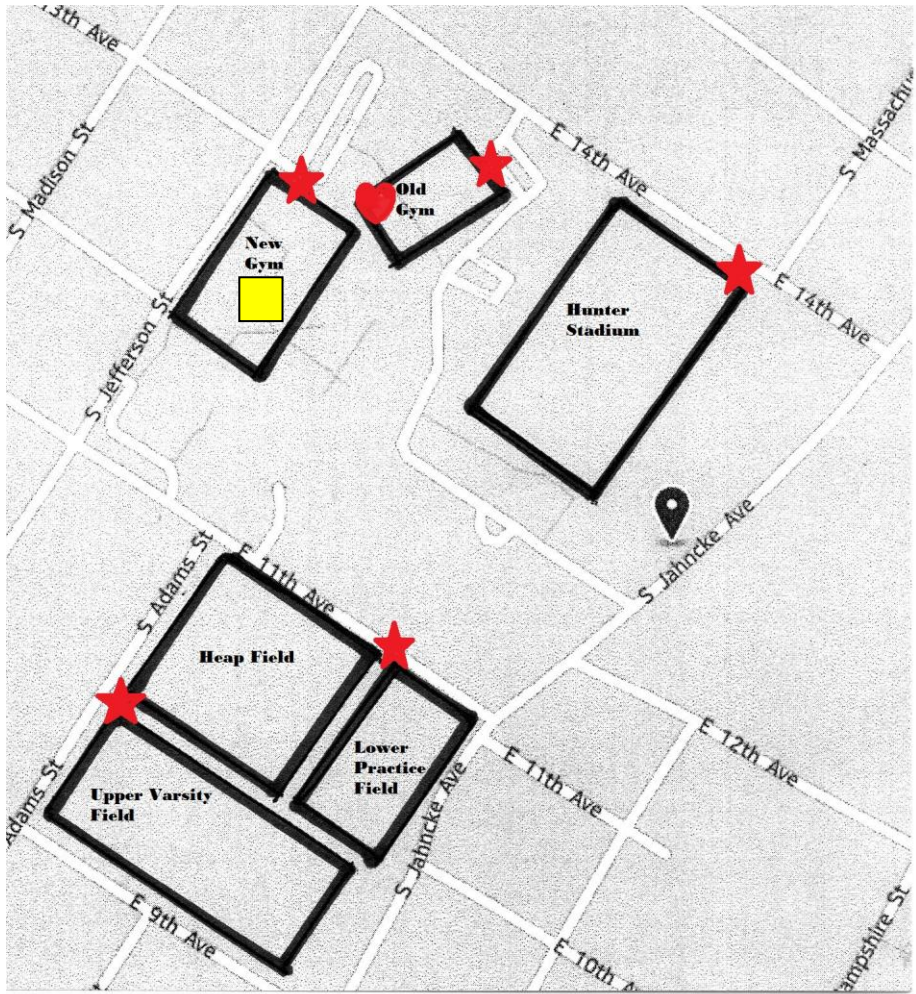 13th Ave
S Madison St
E 14th Ave
S Massachu
Old
Gym
New
Gym
E 14th Ave
Hunter
Stadium
S Jefferson St
S Jahncke Ave
S Adams St
E 11th Ave
Heap Field
Lower
Practice
Field
E 12th Ave
E 11th Ave
Upper Varsity
Field
Adams St
S Jahncke Ave
E 9th Ave
E 10th Av
ampshire St